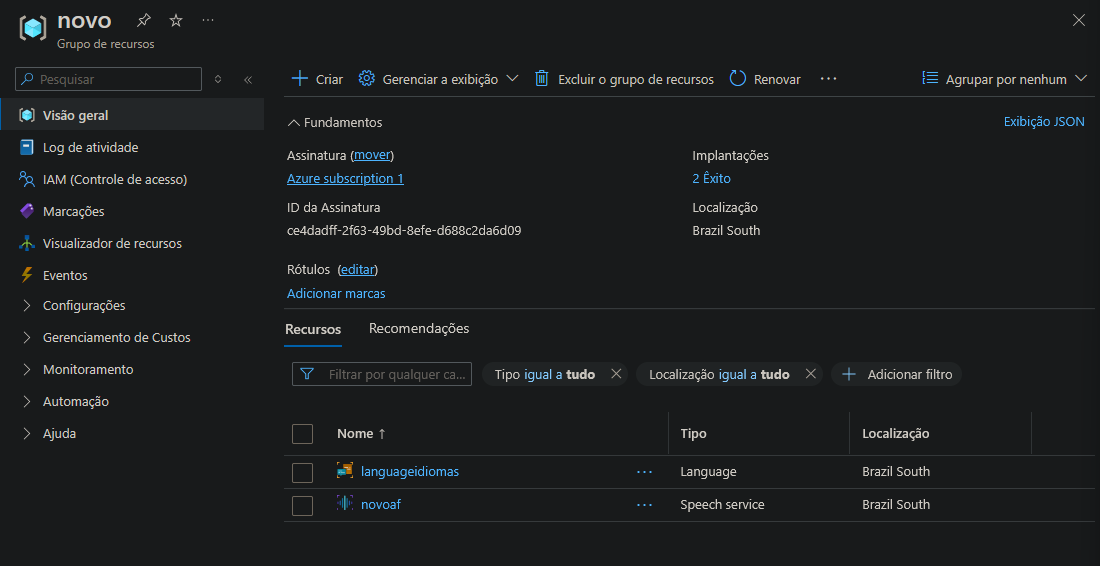 novo
Grupo de recursos
Pesquisar
Criar Gerenciar a exibição Excluir o grupo de recursos Renovar Agrupar por nenhum
Visão geral
Log de atividade
IAM (Controle de acesso)
Marcações
Visualizador de recursos
Eventos
Configurações
Gerenciamento de Custos
Monitoramento
Automação
Ajuda
Fundamentos Exibição JSON
Assinatura (mover) Implantações
Azure subscription 1 2 Êxito
ID da Assinatura Localização
ce4dadff-2f63-49bd-8efe-d688c2da6d09 Brazil South
Rótulos (editar)
Adicionar marcas
Recursos Recomendações
Filtrar por qualquer ca... Tipo igual a tudo Localização igual a tudo Adicionar filtro
Nome ↑ Tipo Localização
languageidiomas Language Brazil South
novoaf Speech service Brazil South